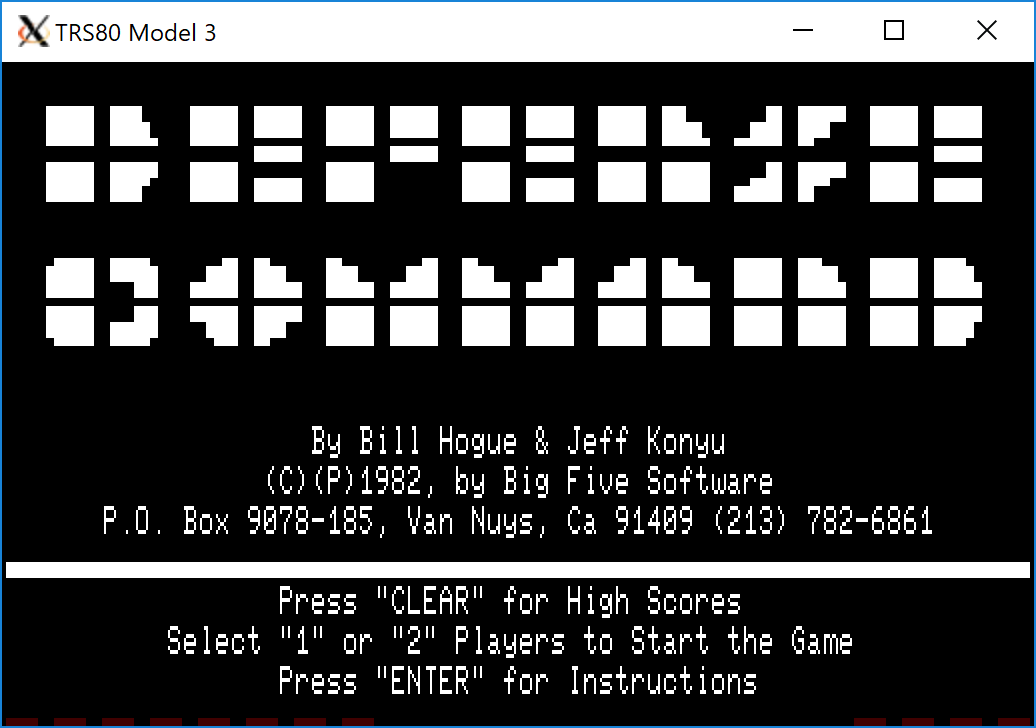 TRS80 Model 3
DEFENSE
COMMAND
By Bill Hogue & Jeff Konyu
(C)(P)1982, by Big Five Software
P.O. Box 9078-185, Van Nuys, Ca 91409 (213) 782-6861
Press "CLEAR" for High Scores
Select "1" or "2" Players to Start the Game
Press "ENTER" for Instructions